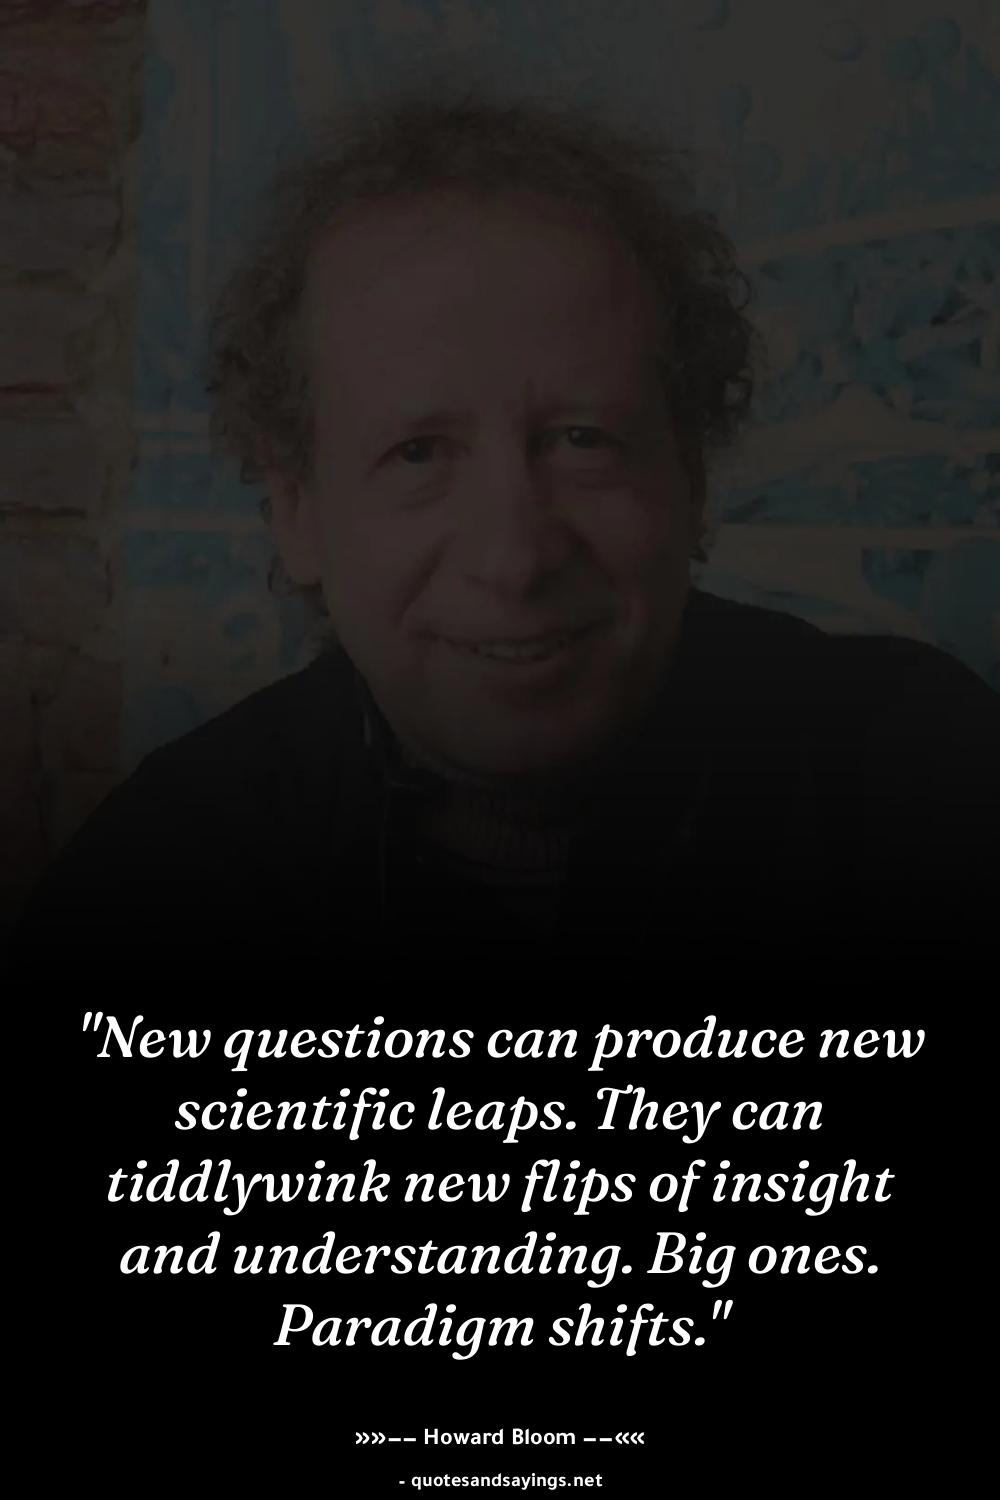 "New questions can produce new
scientific leaps. They can
tiddlywink new flips of insight
and understanding. Big ones.
Paradigm shifts."
»»−− Howard Bloom −−««
- quotesandsayings.net